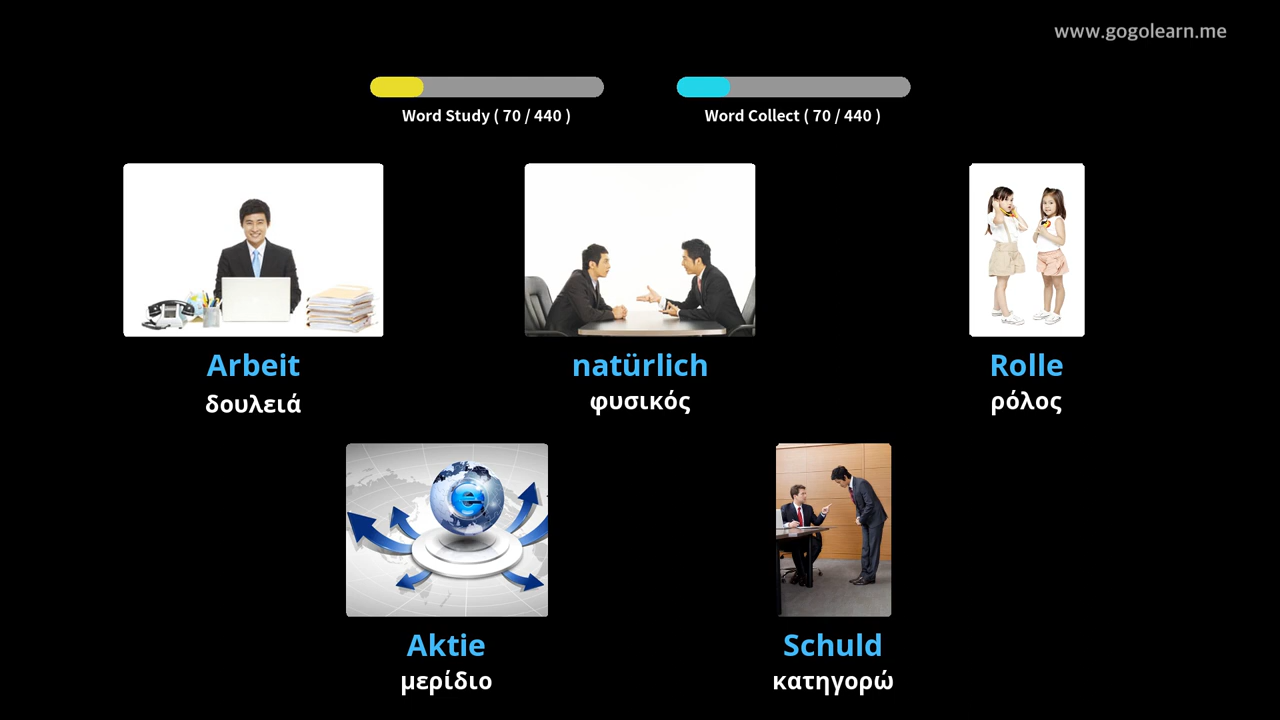 www.gogolearn.me
Word Study ( 70 / 440 )
Word Collect ( 70 / 440 )
Arbeit
δουλειά
natürlich
φυσικός
Rolle
ρόλος
e
Aktie
μερίδιο
Schuld
κατηγορώ